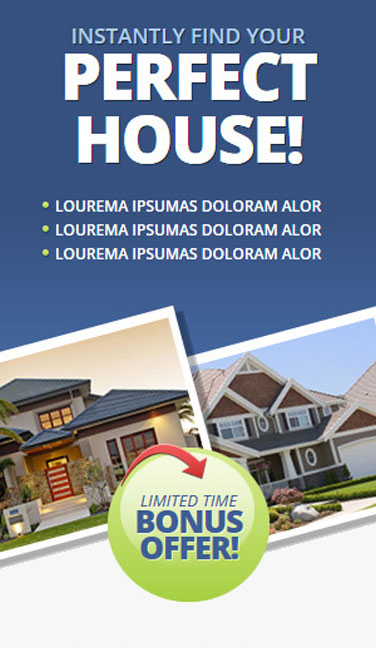 INSTANTLY FIND YOUR
PERFECT
HOUSE!
LOUREMA IPSUMAS DOLORAM ALOR
LOUREMA IPSUMAS DOLORAM ALOR
LOUREMA IPSUMAS DOLORAM ALOR
LIMITED TIME
BONUS
OFFER!